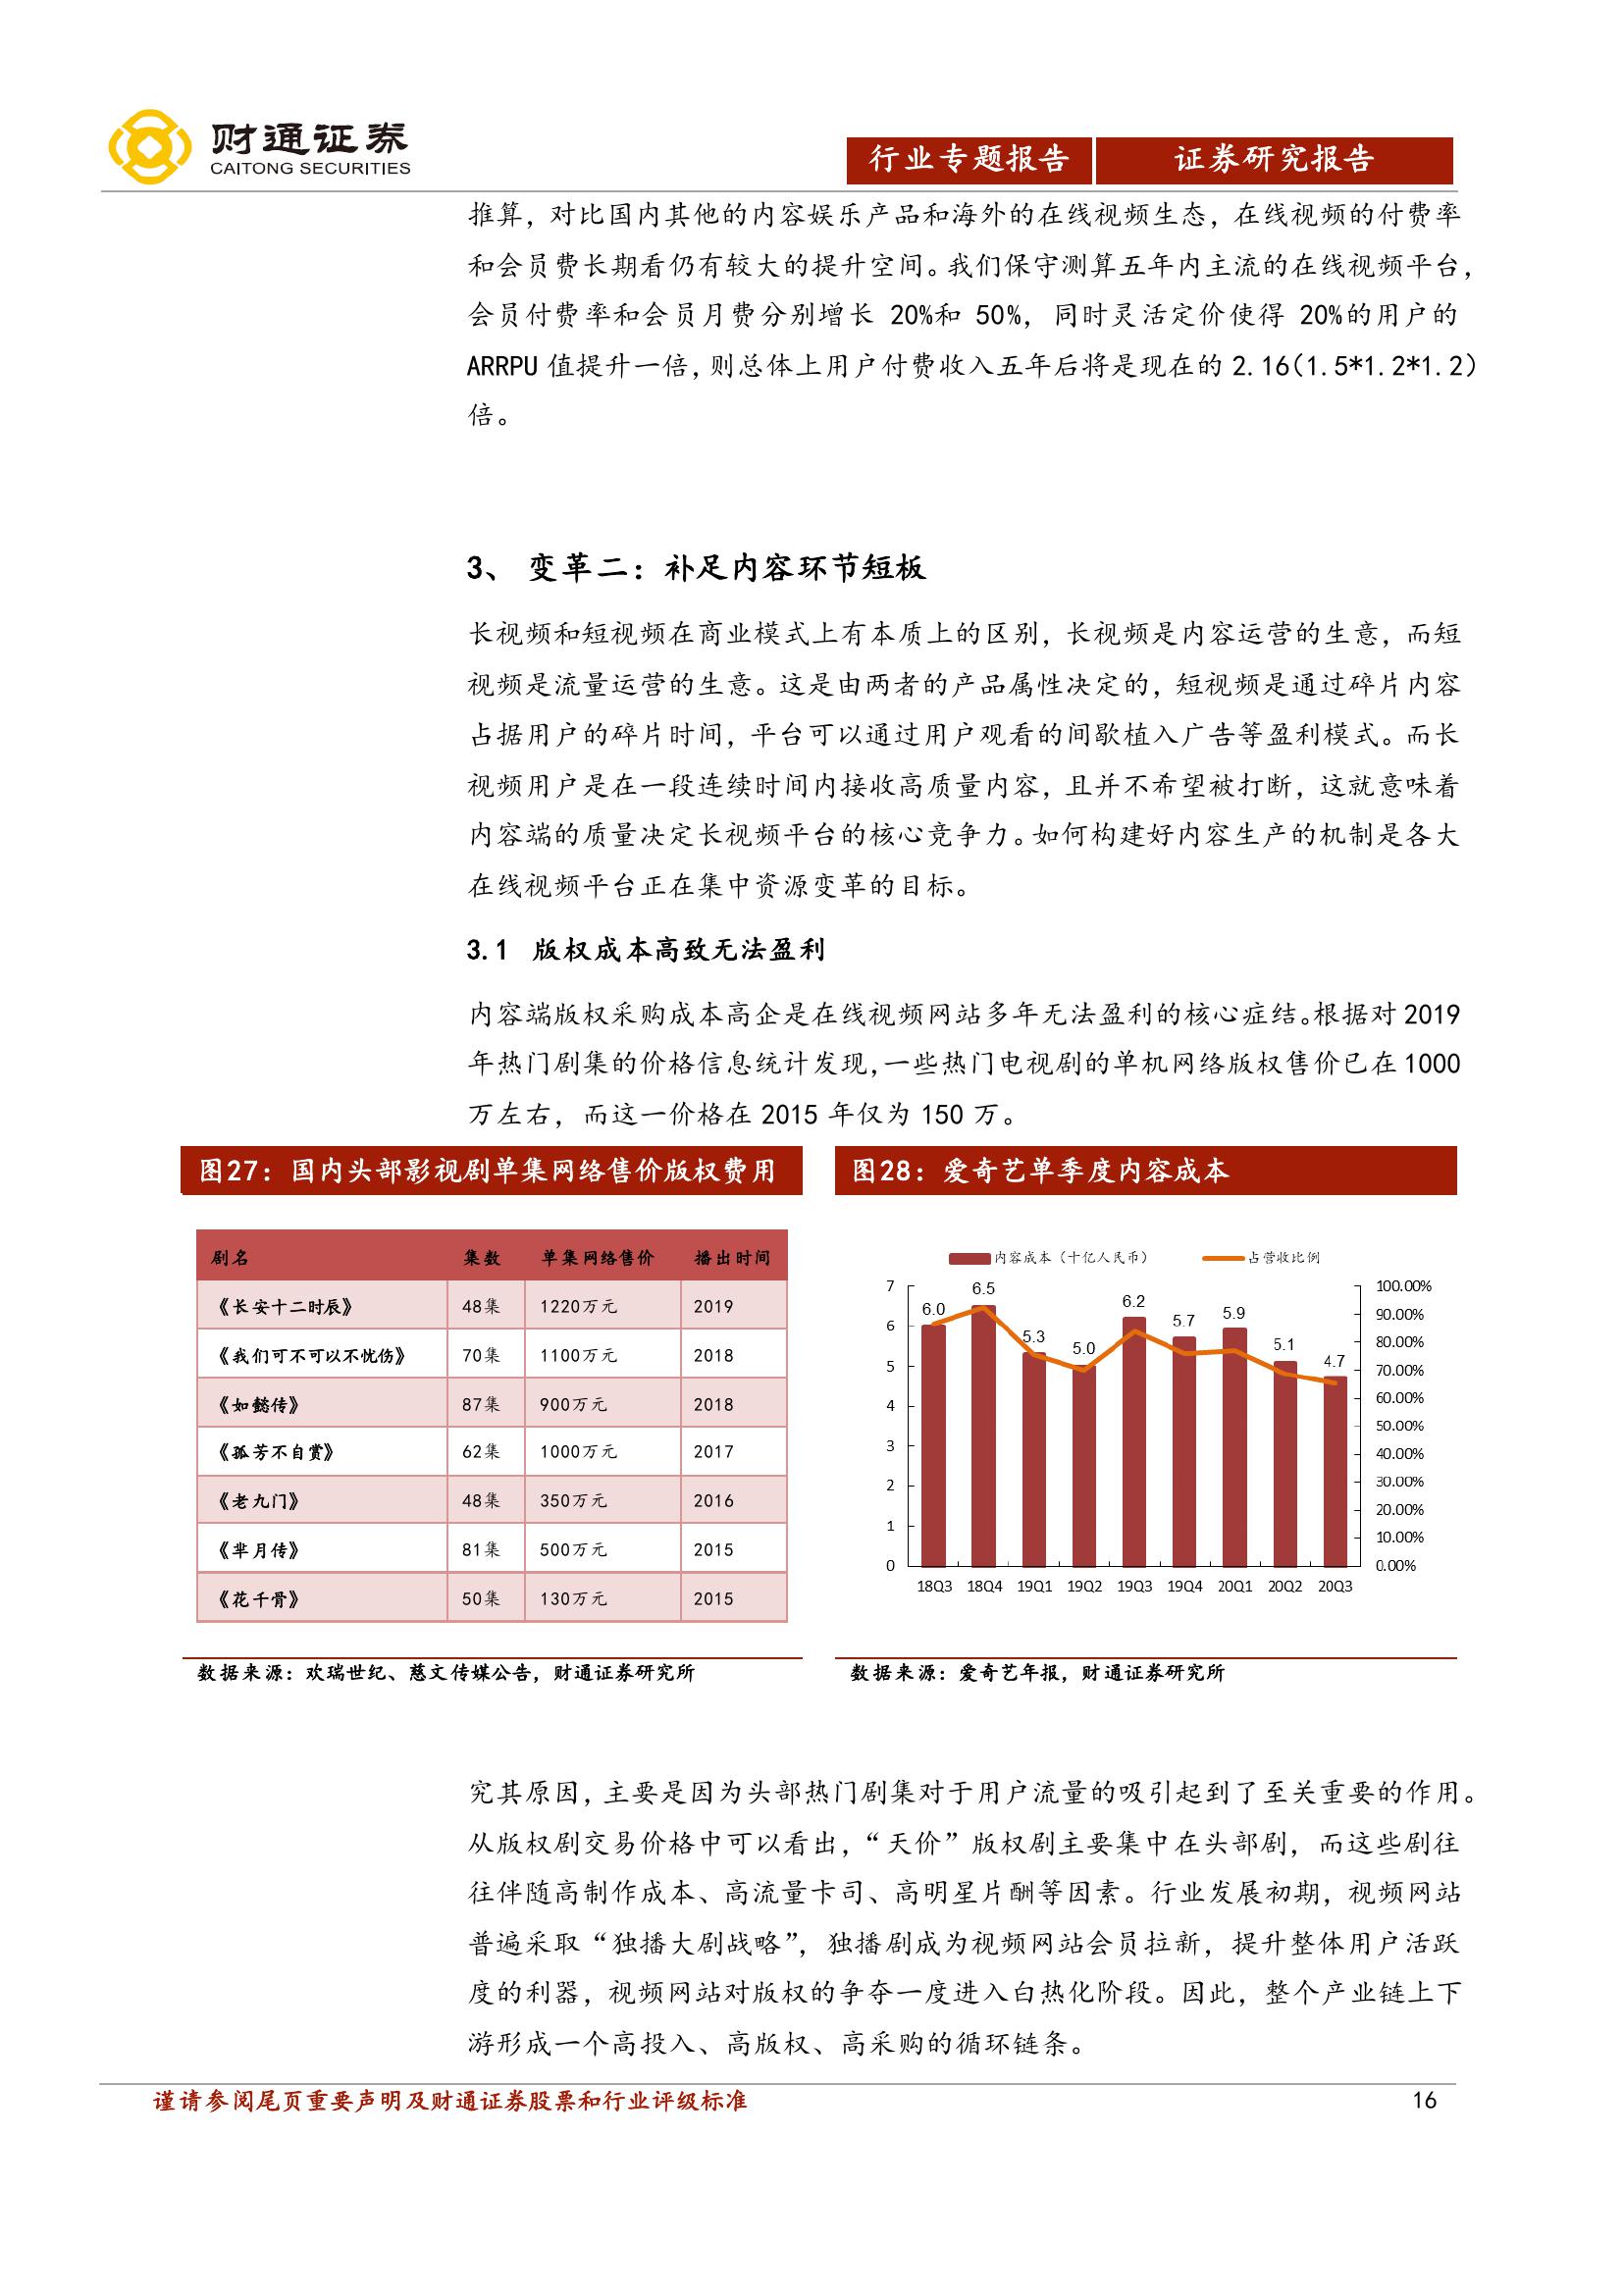 财通证券
CAITONG SECURITIES
行业专题报告 证券研究报告
推算，对比国内其他的内容娱乐产品和海外的在线视频生态，在线视频的付费率
和会员费长期看仍有较大的提升空间。我们保守测算五年内主流的在线视频平台，
会员付费率和会员月费分别增长 20%和 50%，同时灵活定价使得 20%的用户的
ARRPU 值提升一倍，则总体上用户付费收入五年后将是现在的 2.16（1.5*1.2*1.2）
倍。
3、 变革二：补足内容环节短板
长视频和短视频在商业模式上有本质上的区别，长视频是内容运营的生意，而短
视频是流量运营的生意。这是由两者的产品属性决定的，短视频是通过碎片内容
占据用户的碎片时间，平台可以通过用户观看的间歇植入广告等盈利模式。而长
视频用户是在一段连续时间内接收高质量内容，且并不希望被打断，这就意味着
内容端的质量决定长视频平台的核心竞争力。如何构建好内容生产的机制是各大
在线视频平台正在集中资源变革的目标。
3.1 版权成本高致无法盈利
内容端版权采购成本高企是在线视频网站多年无法盈利的核心症结。根据对 2019
年热门剧集的价格信息统计发现，一些热门电视剧的单机网络版权售价已在 1000
万左右，而这一价格在 2015 年仅为 150 万。
图27：国内头部影视剧单集网络售价版权费用
剧名 集数 单集网络售价 播出时间
《长安十二时辰》 48集 1220万元 2019
《我们可不可以不忧伤》 70集 1100万元 2018
《如懿传》 87集 900万元 2018
《孤芳不自赏》 62集 1000万元 2017
《老九门》 48集 350万元 2016
《芈月传》 81集 500万元 2015
《花千骨》 50集 130万元 2015
数据来源：欢瑞世纪、慈文传媒公告，财通证券研究所
图28：爱奇艺单季度内容成本
内容成本（十亿人民币） 占营收比例
7
6
5
4
3
2
1
0
6.0
6.5
5.3
5.0
6.2
5.7
5.9
5.1
4.7
100.00%
90.00%
80.00%
70.00%
60.00%
50.00%
40.00%
30.00%
20.00%
10.00%
0.00%
18Q3 18Q4 19Q1 19Q2 19Q3 19Q4 20Q1 20Q2 20Q3
数据来源：爱奇艺年报，财通证券研究所
究其原因，主要是因为头部热门剧集对于用户流量的吸引起到了至关重要的作用。
从版权剧交易价格中可以看出，“天价”版权剧主要集中在头部剧，而这些剧往
往伴随高制作成本、高流量卡司、高明星片酬等因素。行业发展初期，视频网站
普遍采取“独播大剧战略”，独播剧成为视频网站会员拉新，提升整体用户活跃
度的利器，视频网站对版权的争夺一度进入白热化阶段。因此，整个产业链上下
游形成一个高投入、高版权、高采购的循环链条。
谨请参阅尾页重要声明及财通证券股票和行业评级标准 16